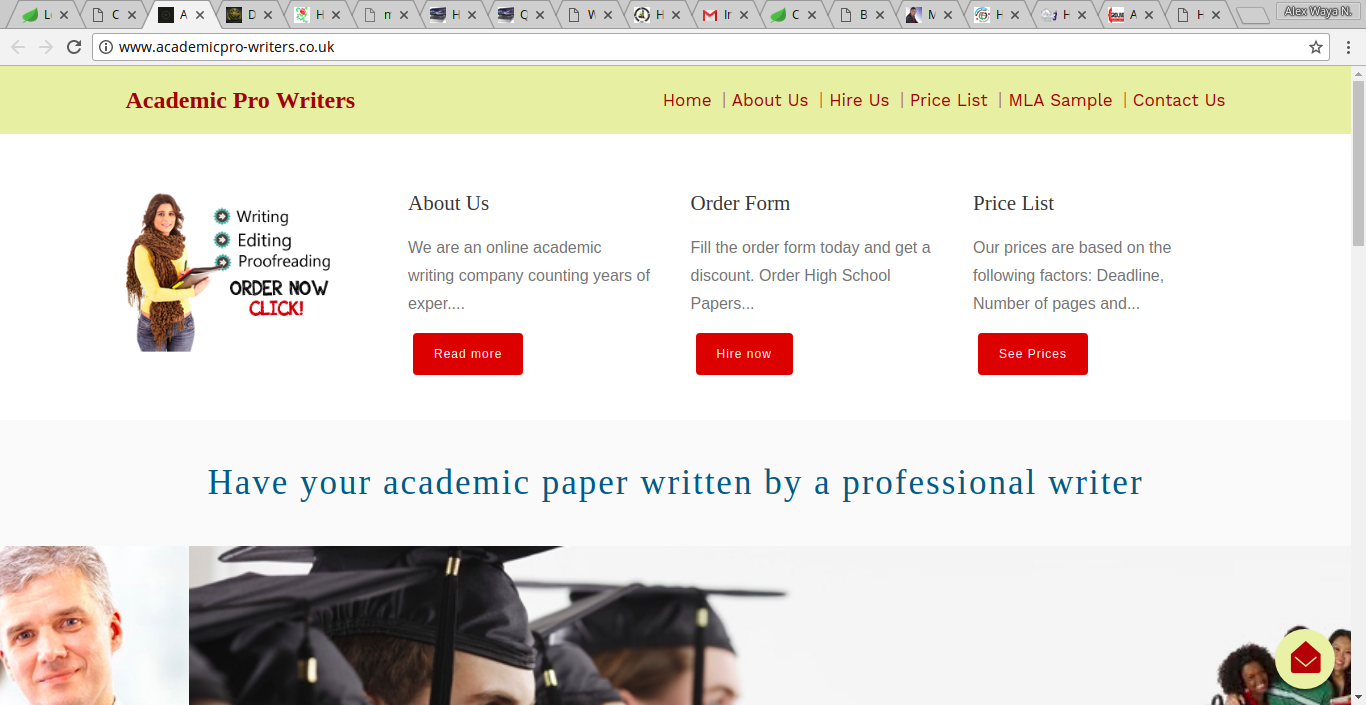 L
C
A
D
H
m
H
Q
W
H
In
C
B
M
H
H
A
H
Alex Waya N.
www.academicpro-writers.co.uk
Academic Pro Writers
Home | About Us | Hire Us | Price List | MLA Sample | Contact Us
Writing
Editing
Proofreading
ORDER NOW
CLICK!
About Us
We are an online academic
writing company counting years of
exper....
Read more
Order Form
Fill the order form today and get a
discount. Order High School
Papers...
Hire now
Price List
Our prices are based on the
following factors: Deadline,
Number of pages and...
See Prices
Have your academic paper written by a professional writer